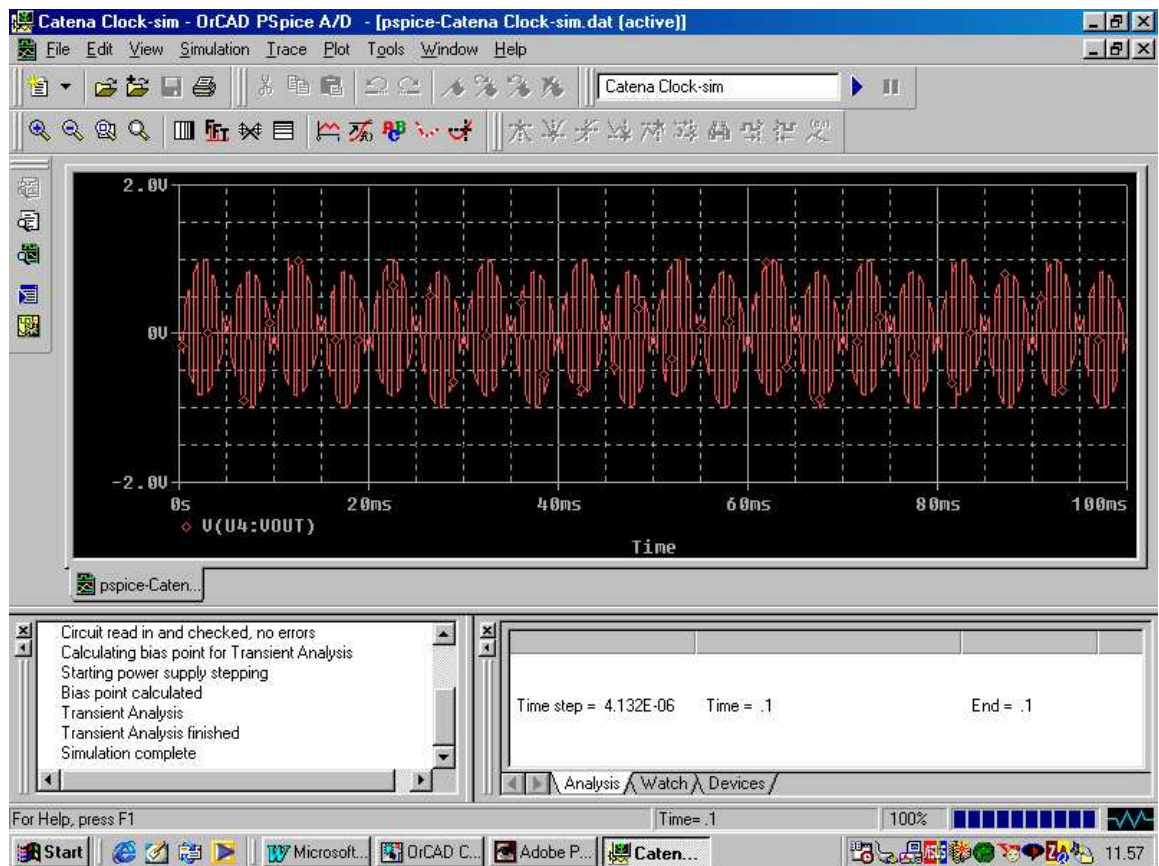 Catena Clock-sim - OrCAD PSpice A/D - [pspice-Catena Clock-sim.dat (active)]
File Edit View Simulation Trace Plot Tools Window Help
Catena Clock-sim
2.0V
0V
-2.0V
0s 20ms 40ms 60ms 80ms 100ms
V(U4:VOUT)
Time
pspice-Caten...
Circuit read in and checked, no errors
Calculating bias point for Transient Analysis
Starting power supply stepping
Bias point calculated
Transient Analysis
Transient Analysis finished
Simulation complete
Time step = 4.132E-06 Time = .1 End = .1
Analysis Watch Devices
For Help, press F1 Time= .1 100%
Start Microsoft... OrCAD C... Adobe P... Caten... 11.57